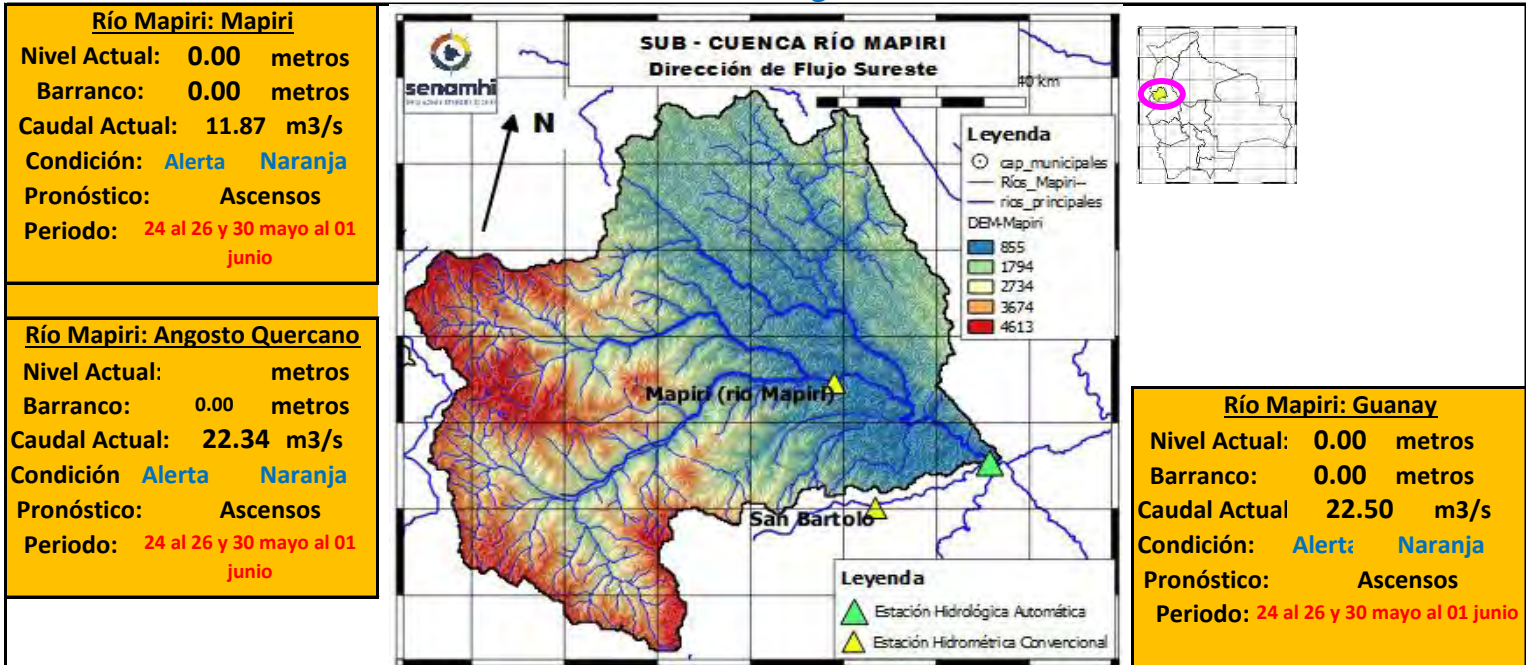 Río Mapiri: Mapiri
Nivel Actual: 0.00 metros
Barranco: 0.00 metros
Caudal Actual: 11.87 m3/s
Condición: Alerta Naranja
Pronóstico: Ascensos
Periodo: 24 al 26 y 30 mayo al 01
junio
Río Mapiri: Angosto Quercano
Nivel Actual: metros
Barranco: 0.00 metros
Caudal Actual: 22.34 m3/s
Condición Alerta Naranja
Pronóstico: Ascensos
Periodo: 24 al 26 y 30 mayo al 01
junio
senamhi
SUB - CUENCA RÍO MAPIRI
Dirección de Flujo Sureste
40 km
N
Leyenda
cap_municipales
Ríos_Mapiri--
rios_principales
DEM-Mapiri
855
1794
2734
3674
4613
Mapiri (rio Mapiri)
San Bartolo
Leyenda
Estación Hidrológica Automática
Estación Hidrométrica Convencional
Río Mapiri: Guanay
Nivel Actual: 0.00 metros
Barranco: 0.00 metros
Caudal Actual 22.50 m3/s
Condición: Alerta Naranja
Pronóstico: Ascensos
Periodo: 24 al 26 y 30 mayo al 01 junio